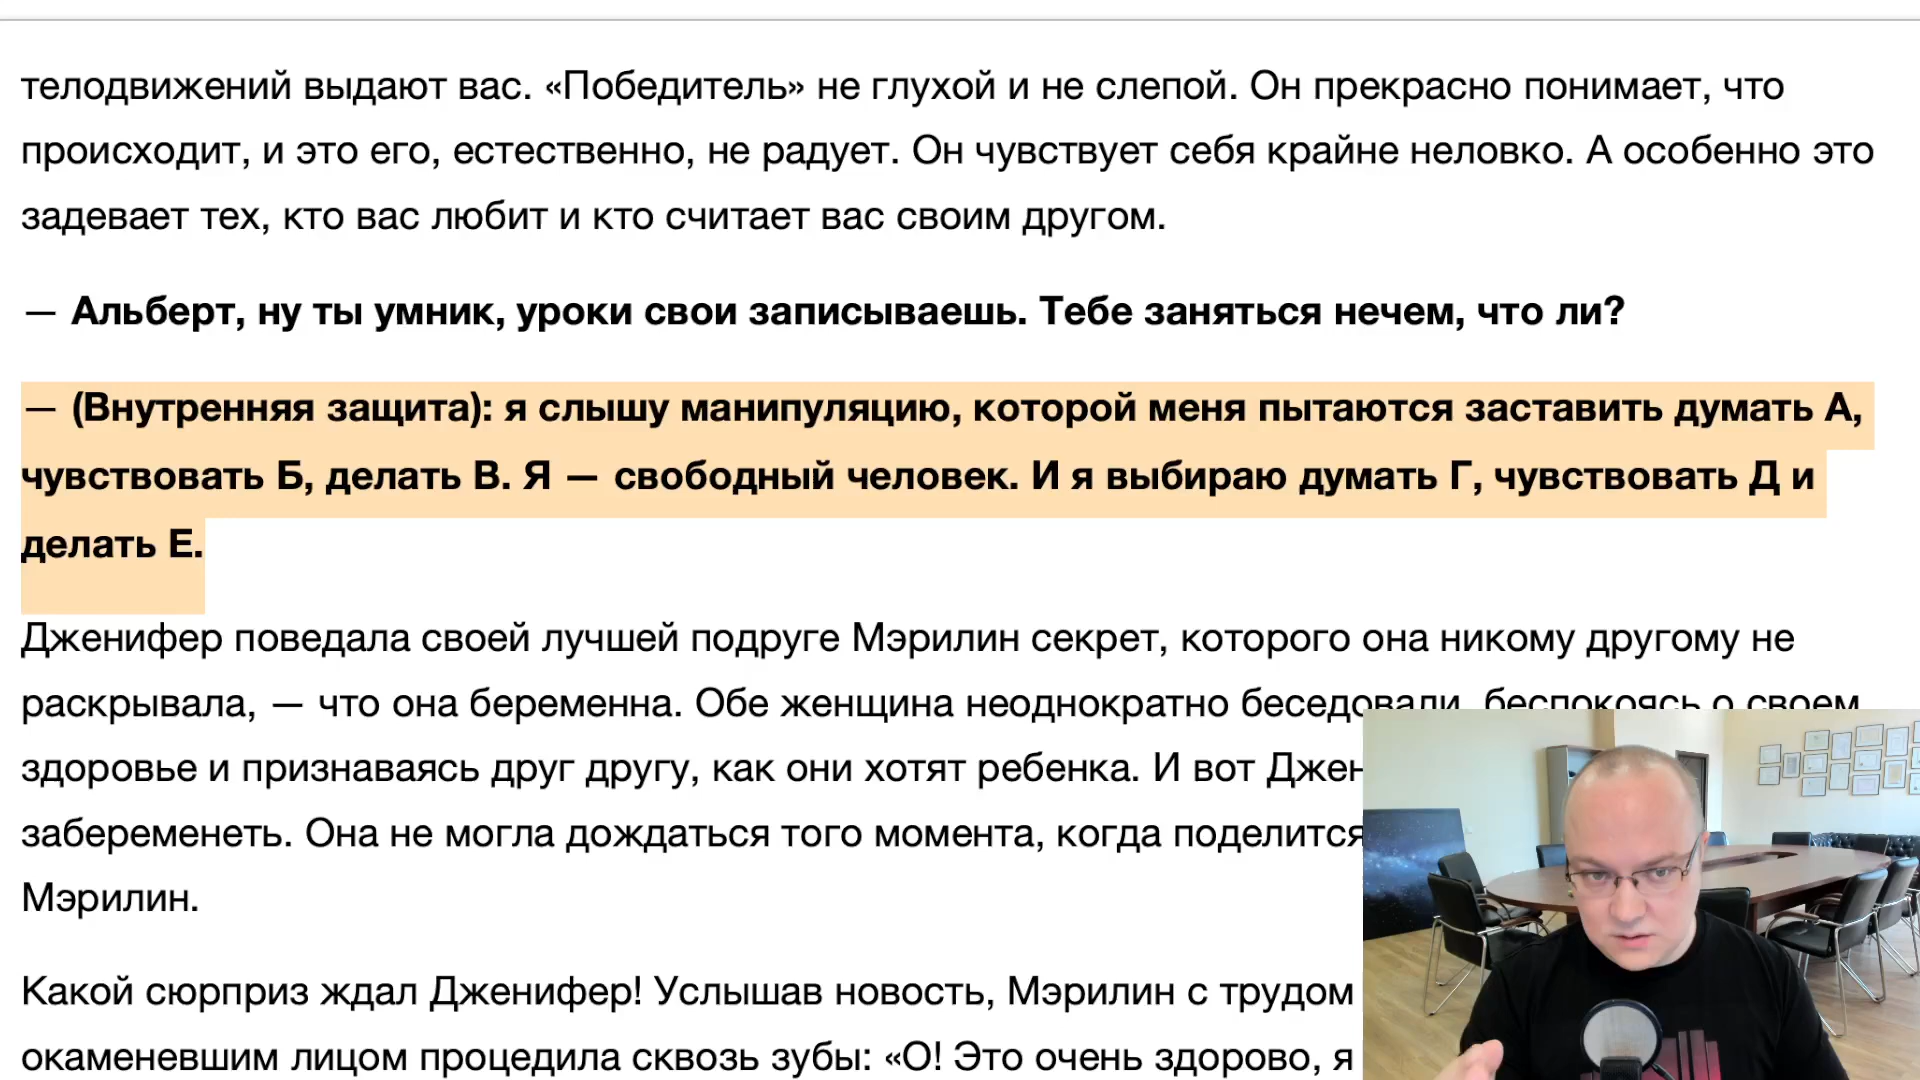 телодвижений выдают вас. «Победитель» не глухой и не слепой. Он прекрасно понимает, что
происходит, и это его, естественно, не радует. Он чувствует себя крайне неловко. А особенно это
задевает тех, кто вас любит и кто считает вас своим другом.
— Альберт, ну ты умник, уроки свои записываешь. Тебе заняться нечем, что ли?
— (Внутренняя защита): я слышу манипуляцию, которой меня пытаются заставить думать А,
чувствовать Б, делать В. Я — свободный человек. И я выбираю думать Г, чувствовать Д и
делать Е.
Дженифер поведала своей лучшей подруге Мэрилин секрет, которого она никому другому не
раскрывала, — что она беременна. Обе женщина неоднократно беседовали, беспокоясь о своем
здоровье и признаваясь друг другу, как они хотят ребенка. И вот
забеременеть. Она не могла дождаться того момента, когда поделится
Мэрилин.
Какой сюрприз ждал Дженифер! Услышав новость, Мэрилин с трудом
окаменевшим лицом процедила сквозь зубы: «О! Это очень здорово, я